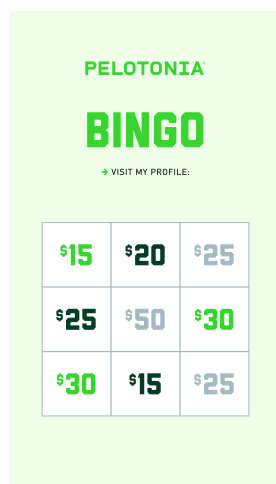 PELOTONIA
BINGO
→ VISIT MY PROFILE:
$15 $20 $25
$25 $50 $30
$30 $15 $25